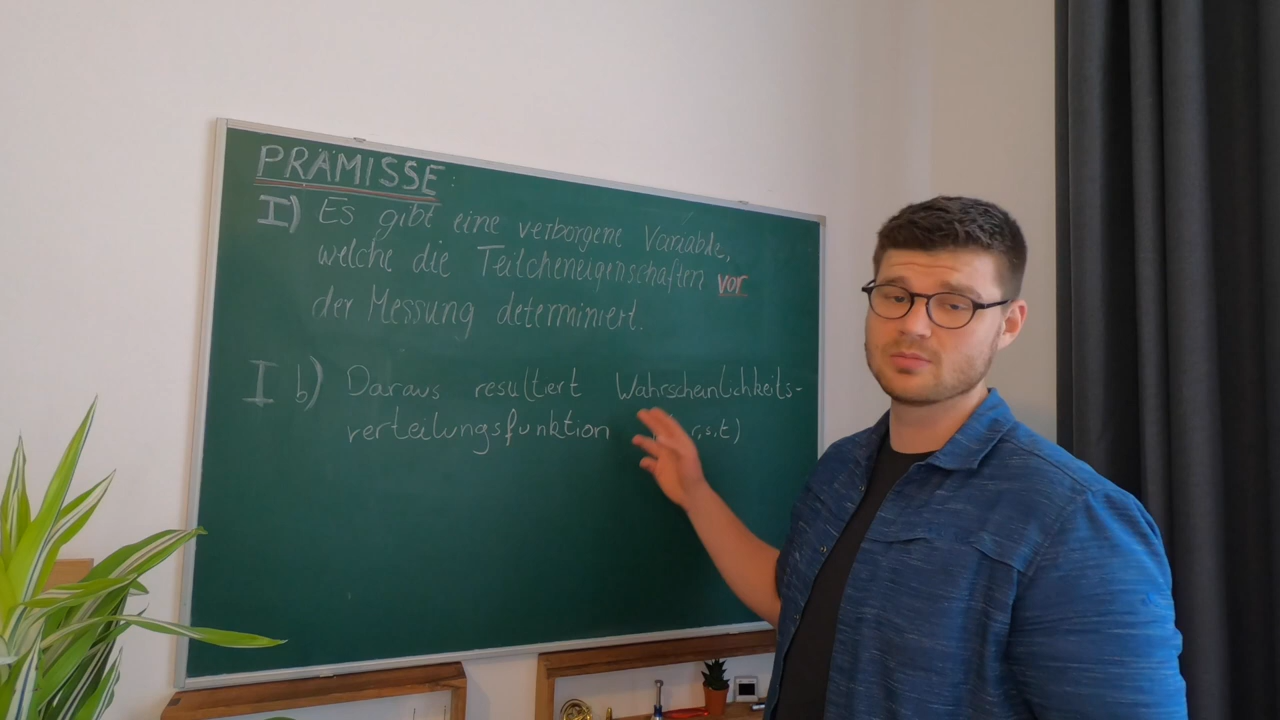 PRÄMISSE:
I) Es gibt eine verborgene Variable,
welche die Teilcheneigenschaften vor
der Messung determiniert.
I b) Daraus resultiert Wahrscheinlichkeits-
verteilungsfunktion r,s,t)